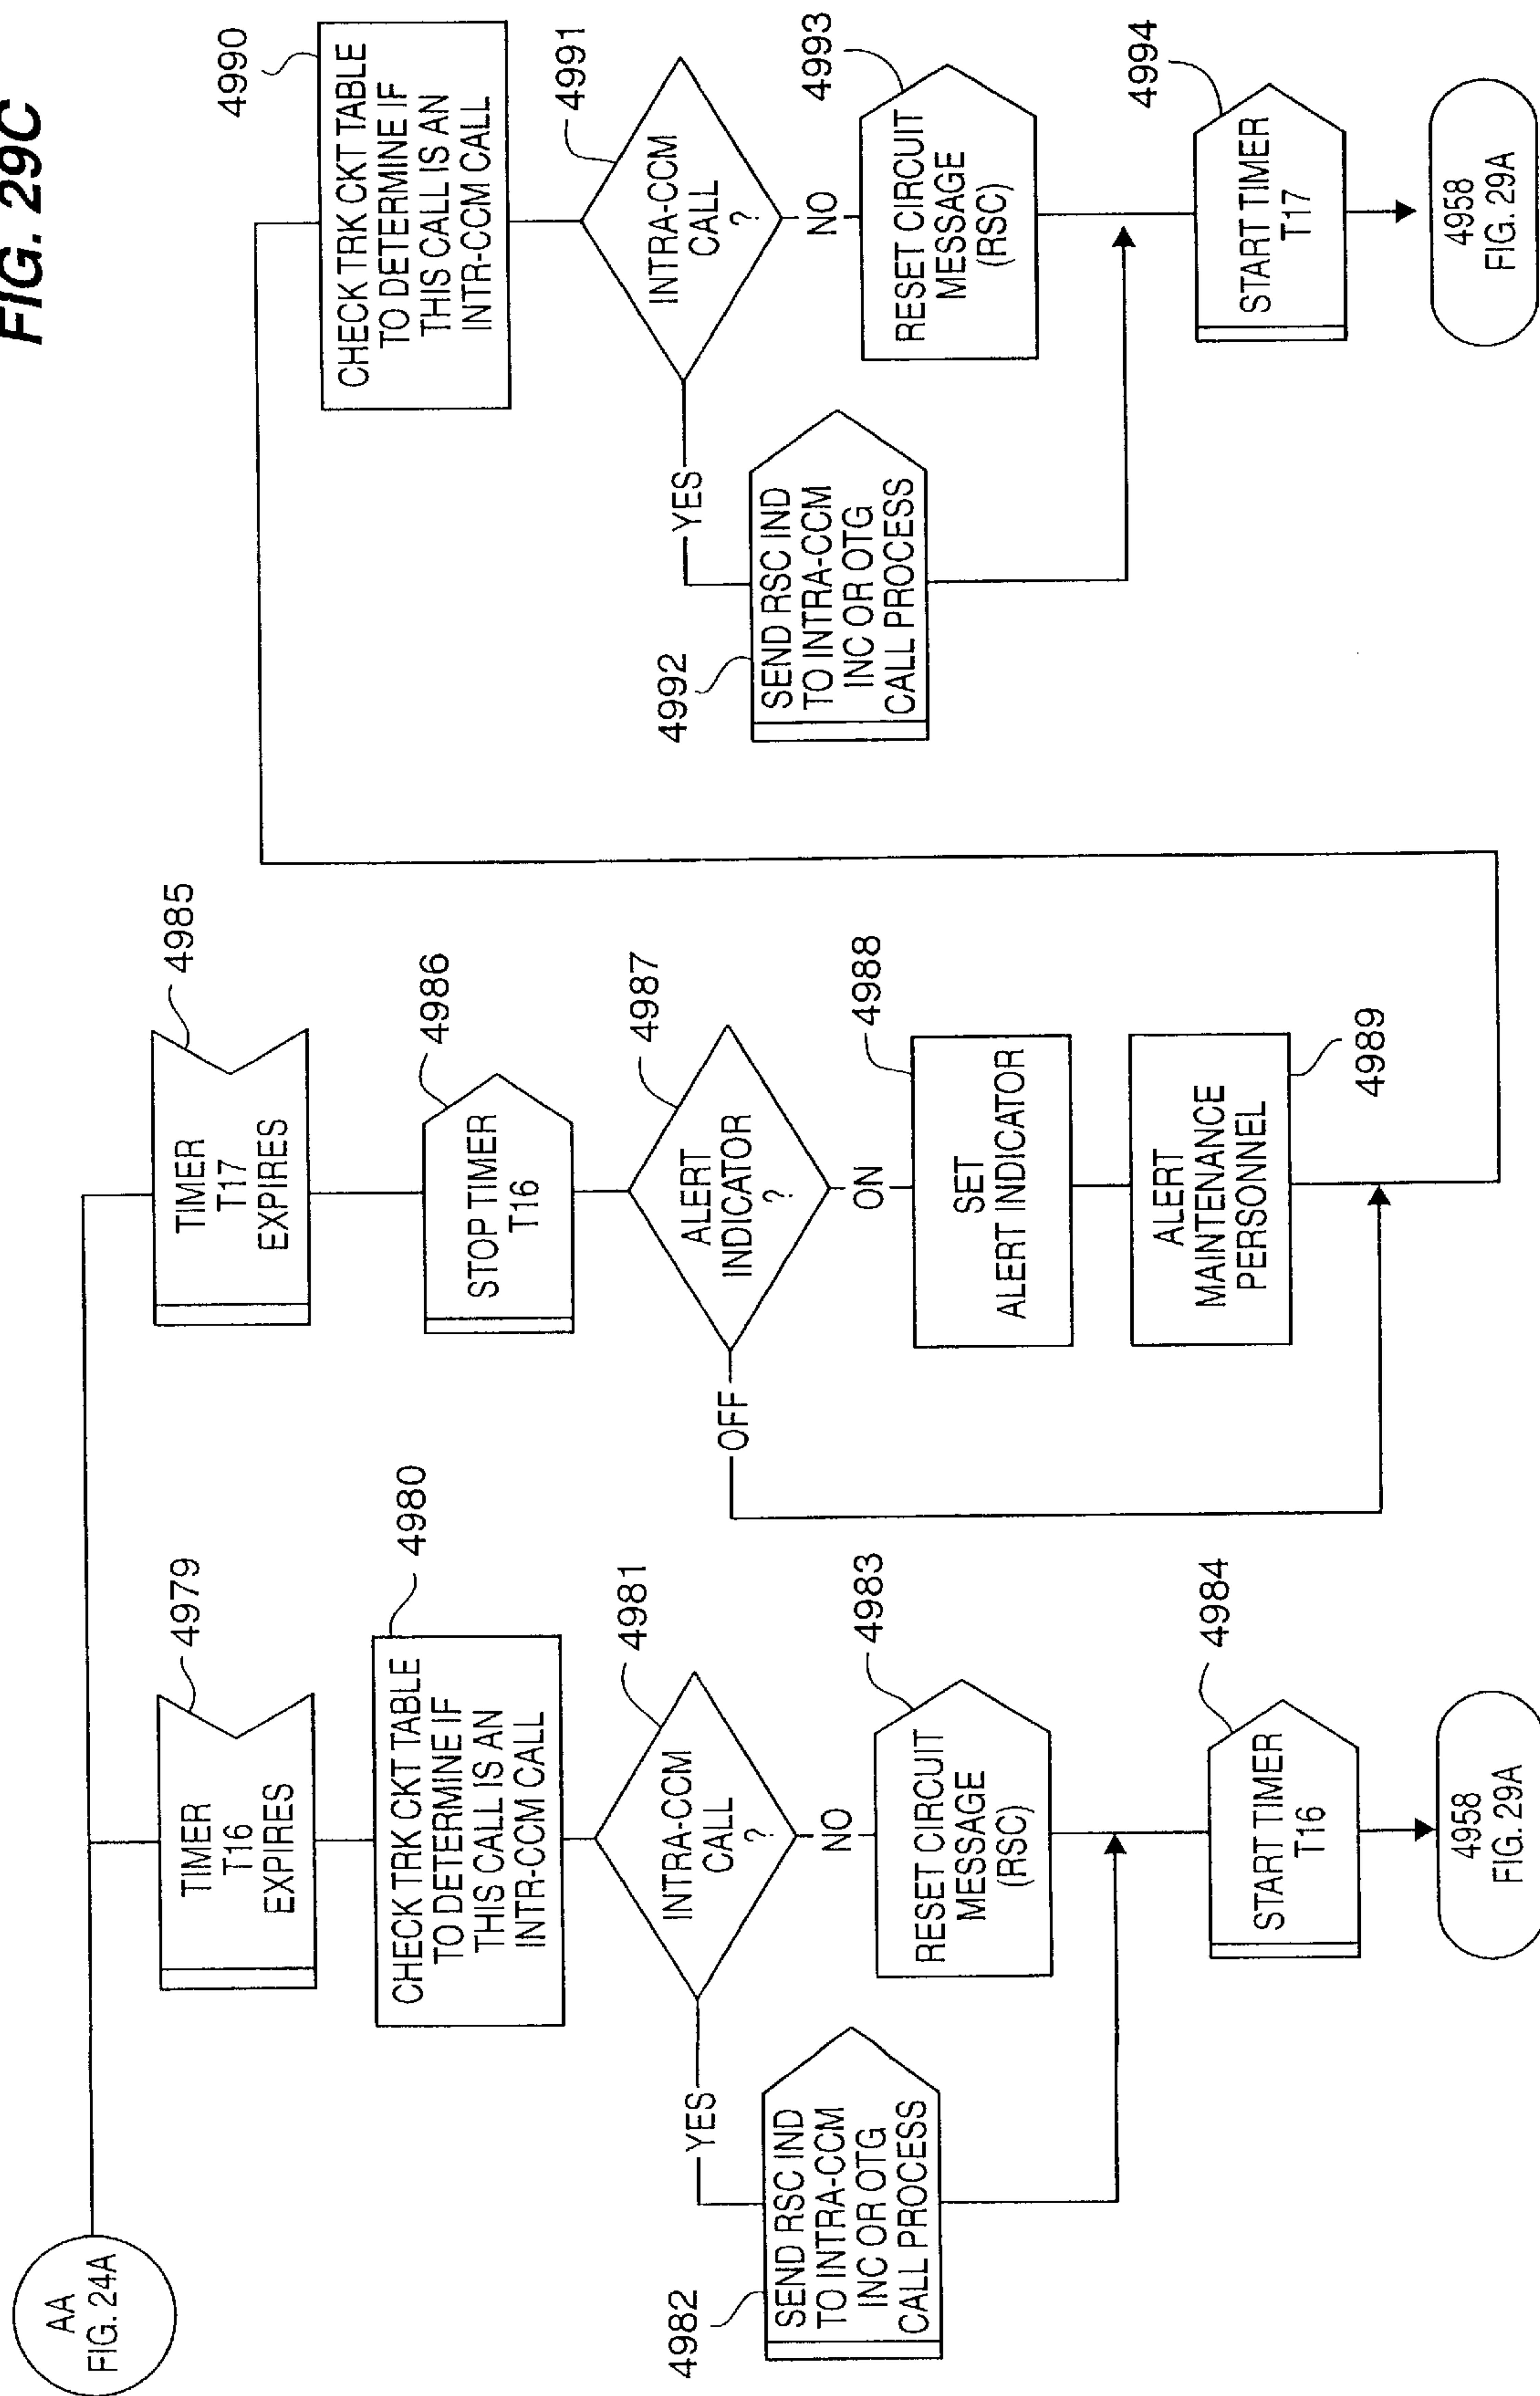 FIG. 29C
AA
FIG. 24A
4979
TIMER
T16
EXPIRES
4980
CHECK TRK CKT TABLE
TO DETERMINE IF
THIS CALL IS AN
INTR-CCM CALL
4981
INTRA-CCM
CALL
?
YES
NO
4982
SEND RSC IND
TO INTRA-CCM
INC OR OTG
CALL PROCESS
4983
RESET CIRCUIT
MESSAGE
(RSC)
4984
START TIMER
T16
4958
FIG. 29A
4985
TIMER
T17
EXPIRES
4986
STOP TIMER
T16
4987
ALERT
INDICATOR
?
OFF
ON
4988
SET
ALERT INDICATOR
4989
ALERT
MAINTENANCE
PERSONNEL
4990
CHECK TRK CKT TABLE
TO DETERMINE IF
THIS CALL IS AN
INTR-CCM CALL
4991
INTRA-CCM
CALL
?
YES
NO
4992
SEND RSC IND
TO INTRA-CCM
INC OR OTG
CALL PROCESS
4993
RESET CIRCUIT
MESSAGE
(RSC)
4994
START TIMER
T17
4958
FIG. 29A